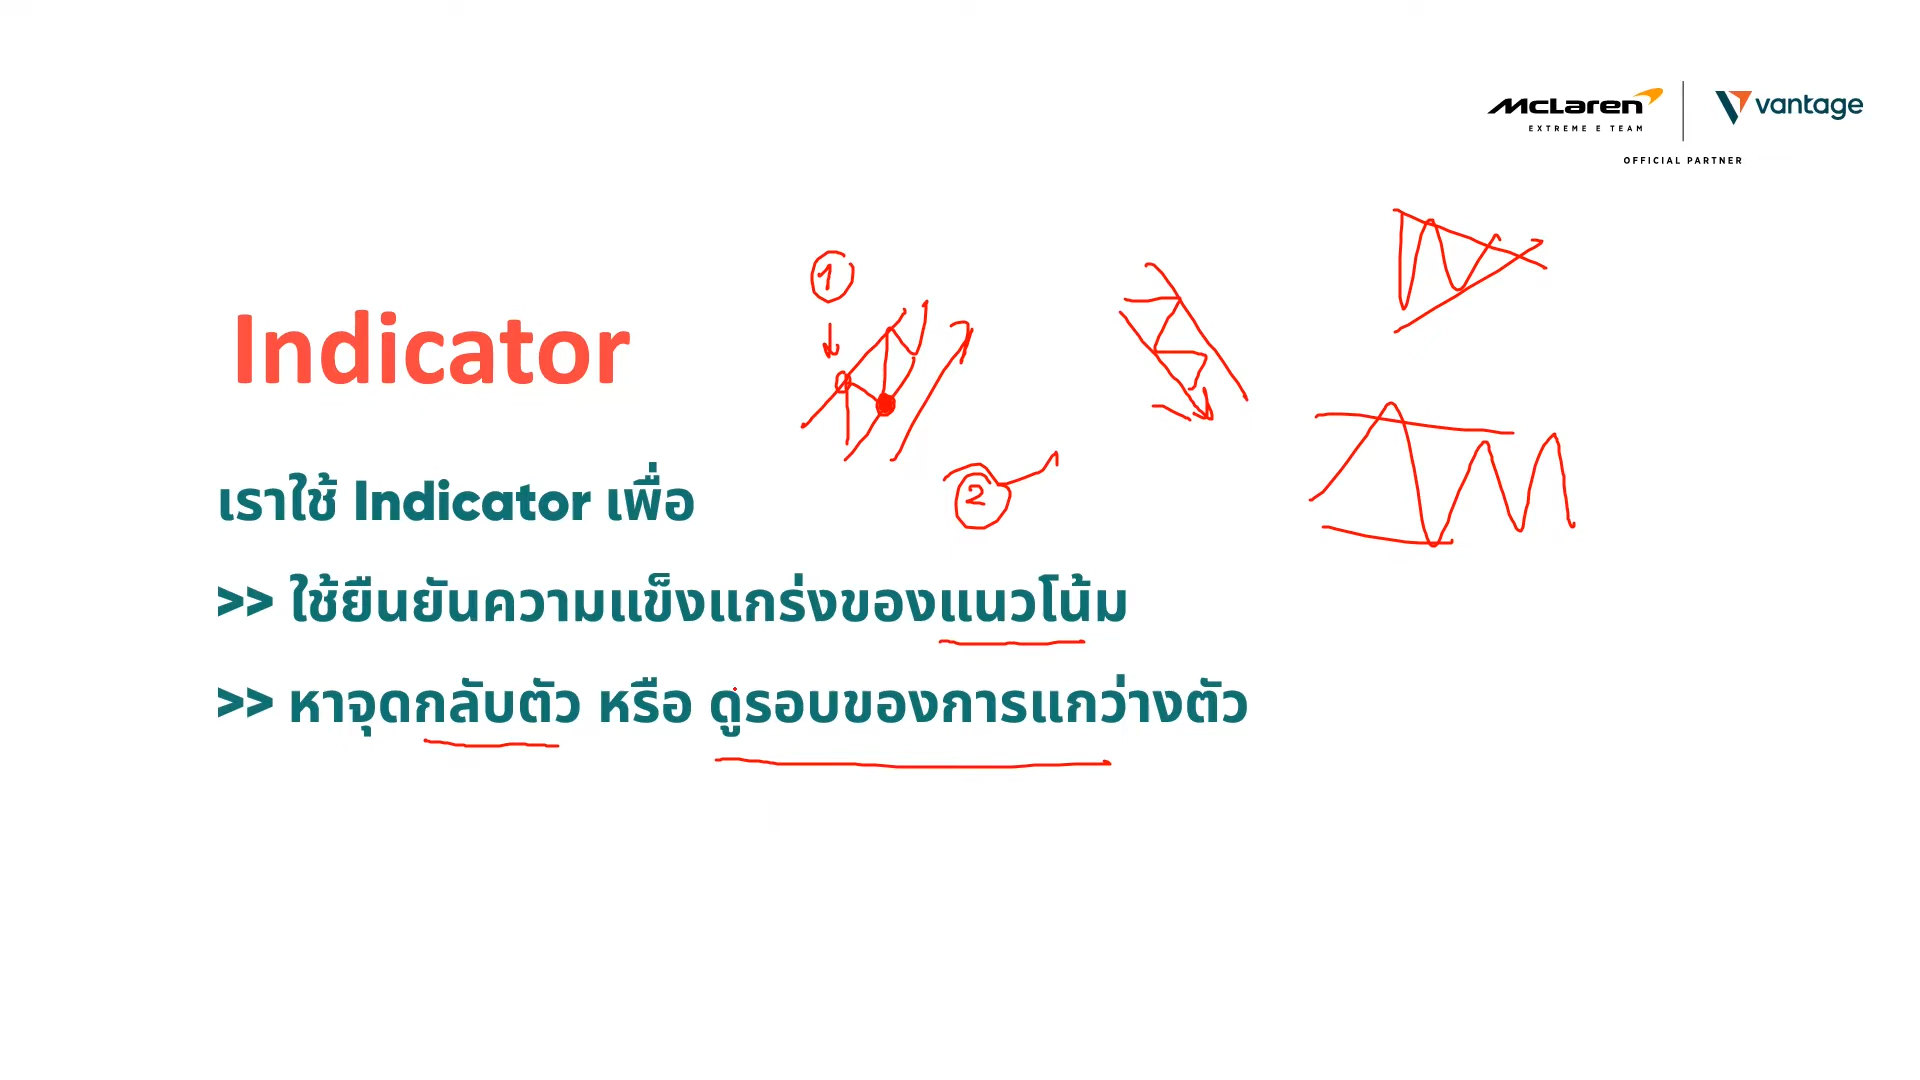 McLaren
EXTREME E TEAM
vantage
OFFICIAL PARTNER
1
Indicator
2
เราใช้ Indicator เพื่อ
>> ใช้ยืนยันความแข็งแกร่งของแนวโน้ม
>> หาจุดกลับตัว หรือ ดูรอบของการแกว่างตัว